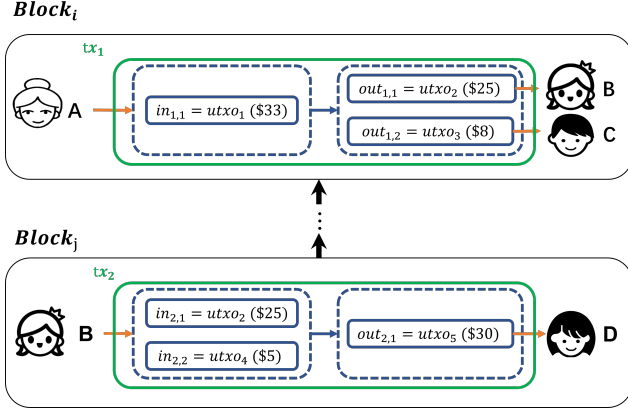 Block_i
tx_1
A
in_{1,1} = utxo_1 ($33)
out_{1,1} = utxo_2 ($25)
B
out_{1,2} = utxo_3 ($8)
C
Block_j
tx_2
B
in_{2,1} = utxo_2 ($25)
in_{2,2} = utxo_4 ($5)
out_{2,1} = utxo_5 ($30)
D